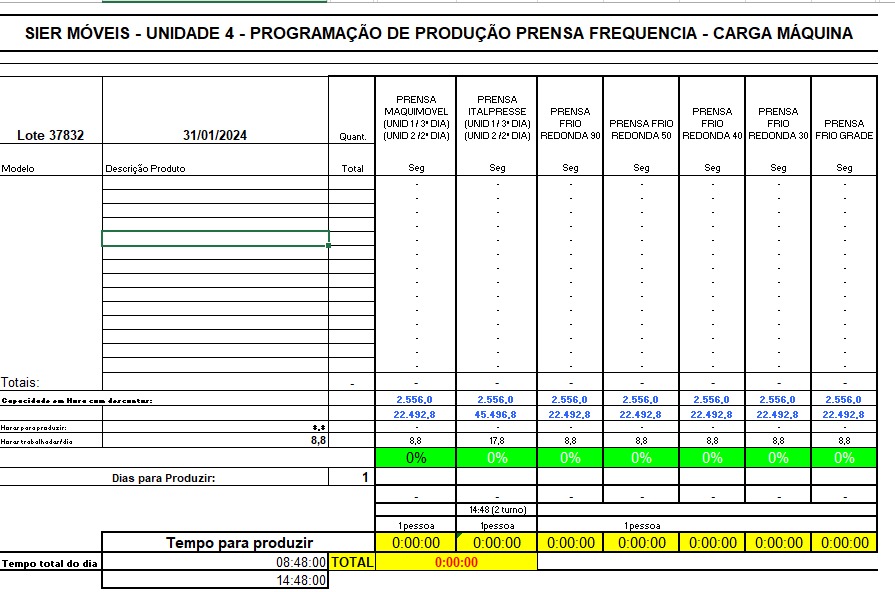 SIER MÓVEIS - UNIDADE 4 - PROGRAMAÇÃO DE PRODUÇÃO PRENSA FREQUENCIA - CARGA MÁQUINA
Lote 37832 31/01/2024 Quant. PRENSA MAQUIMOVEL (UNID 1 / 3ª DIA) (UNID 2 /2ª DIA) PRENSA ITALPRESSE (UNID 1 / 3ª DIA) (UNID 2 /2ª DIA) PRENSA FRIO REDONDA 90 PRENSA FRIO REDONDA 50 PRENSA FRIO REDONDA 40 PRENSA FRIO REDONDA 30 PRENSA FRIO GRADE
Modelo Descrição Produto Total Seg Seg Seg Seg Seg Seg Seg
- - - - - - -
- - - - - - -
- - - - - - -
- - - - - - -
- - - - - - -
- - - - - - -
- - - - - - -
- - - - - - -
- - - - - - -
- - - - - - -
- - - - - - -
- - - - - - -
- - - - - - -
- - - - - - -
Totais: - - - - - - - -
Capacidade em Hora com descontos: 2.556,0 2.556,0 2.556,0 2.556,0 2.556,0 2.556,0 2.556,0
22.492,8 45.496,8 22.492,8 22.492,8 22.492,8 22.492,8 22.492,8
Horas para produzir: 8,8 - - - - - - -
Horas trabalhadas/dia 8,8 8,8 17,8 8,8 8,8 8,8 8,8 8,8
0% 0% 0% 0% 0% 0% 0%
Dias para Produzir: 1
- - - - - - -
14:48 (2 turno)
1pessoa 1pessoa 1pessoa
Tempo para produzir 0:00:00 0:00:00 0:00:00 0:00:00 0:00:00 0:00:00 0:00:00
Tempo total do dia 08:48:00 TOTAL 0:00:00
14:48:00